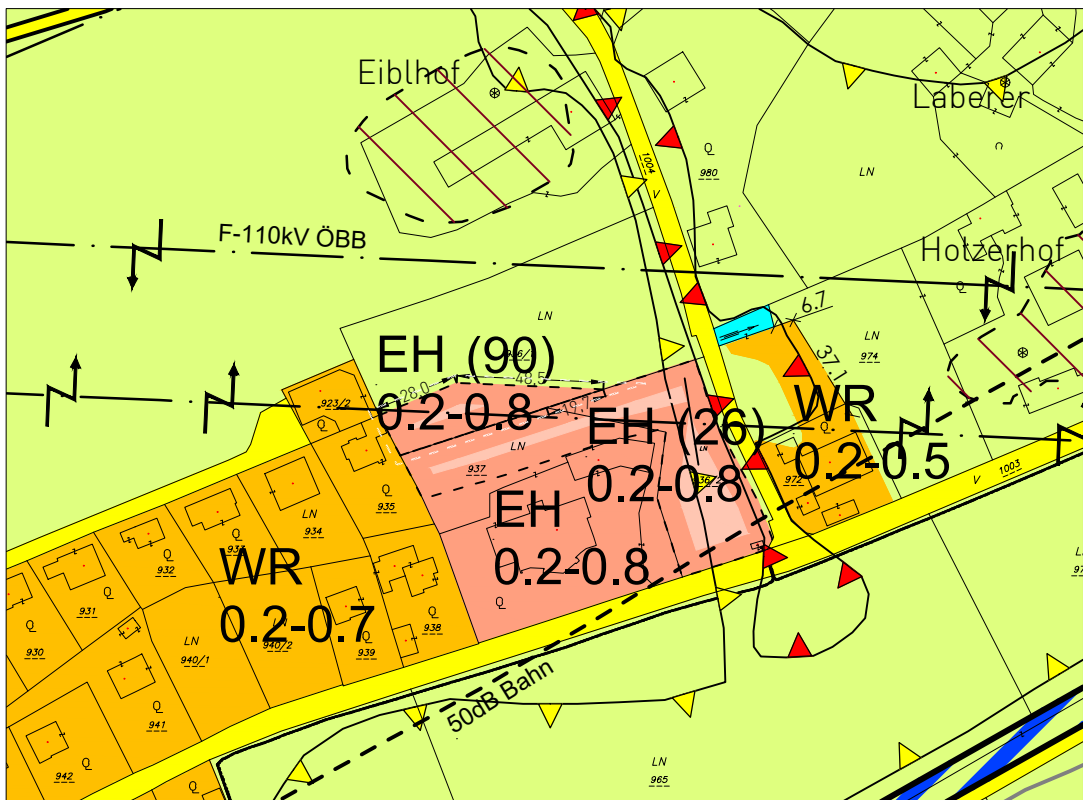 Eiblhof
Laberer
1004
V
Q
980
LN
F-110kV ÖBB
Holzerhof
Q
6.7
LN
LN
974
37.1
EH (90)
0.2-0.8
28.0
48.5
923/2
Q
EH (26)
0.2-0.8
WR
0.2-0.5
Q
972
LN
937
LN
Q
935
LN
934
EH
0.2-0.8
Q
V
1003
Q
932
Q
931
WR
0.2-0.7
Q
930
LN
940/1
LN
940/2
Q
939
Q
938
Q
941
Q
942
50dB Bahn
LN
965